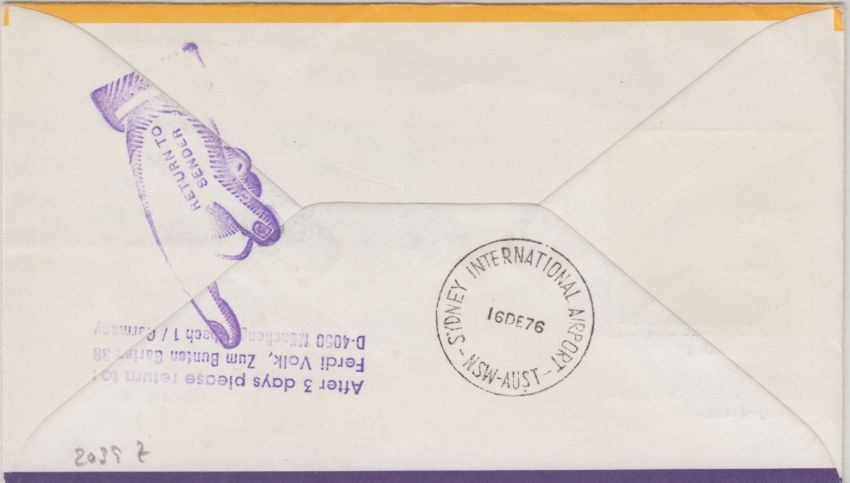 RETURN TO
SENDER
SYDNEY INTERNATIONAL AIRPORT
16DE76
-NSW-AUST-
After 3 days please return to:
Ferdi Volk, Zum Bunten Garten 38
D-4050 Mönchengladbach 1 / Germany
2039 Z